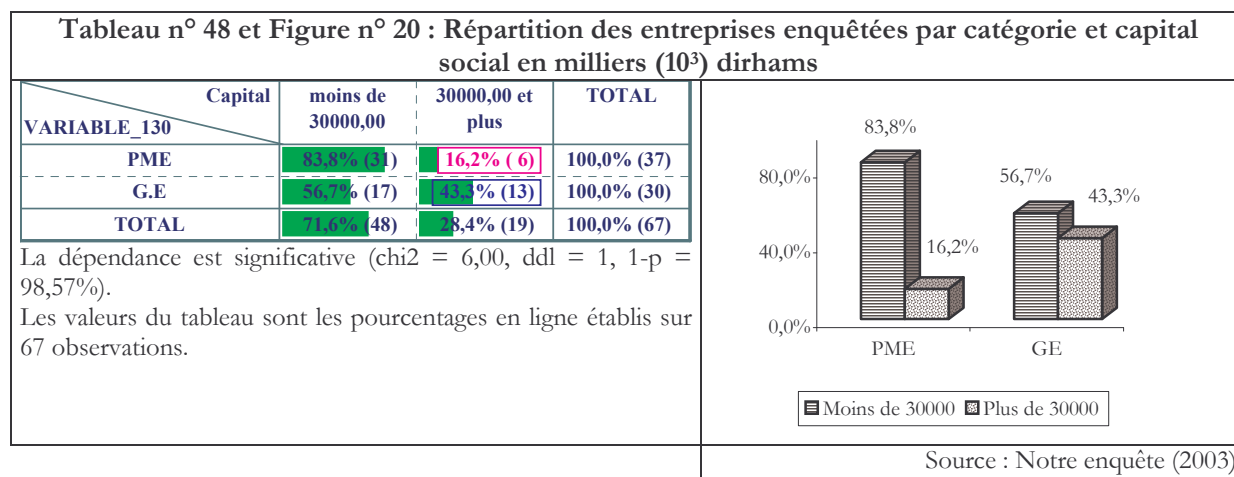 Tableau n° 48 et Figure n° 20 : Répartition des entreprises enquêtées par catégorie et capital
social en milliers (10³) dirhams
Capital
VARIABLE_130
moins de
30000,00
30000,00 et
plus
TOTAL
PME 83,8% (31) 16,2% ( 6) 100,0% (37)
G.E 56,7% (17) 43,3% (13) 100,0% (30)
TOTAL 71,6% (48) 28,4% (19) 100,0% (67)
La dépendance est significative (chi2 = 6,00, ddl = 1, 1-p =
98,57%).
Les valeurs du tableau sont les pourcentages en ligne établis sur
67 observations.
83,8%
80,0%
56,7%
43,3%
40,0%
16,2%
0,0%
PME GE
Moins de 30000 Plus de 30000
Source : Notre enquête (2003)